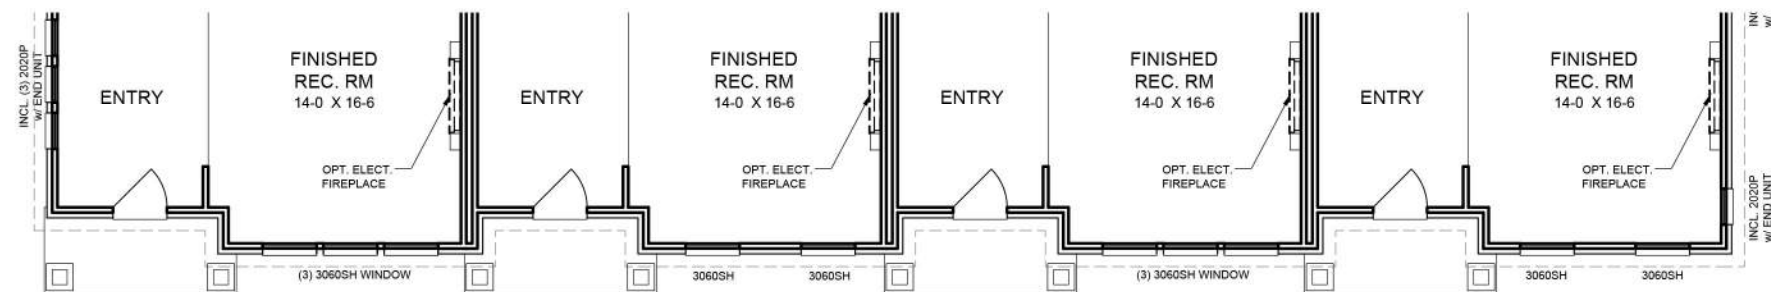 INCL. (3) 2020P
w/ END UNIT
ENTRY
FINISHED
REC. RM
14-0 X 16-6
OPT. ELECT.
FIREPLACE
(3) 3060SH WINDOW
ENTRY
FINISHED
REC. RM
14-0 X 16-6
OPT. ELECT.
FIREPLACE
3060SH
3060SH
ENTRY
FINISHED
REC. RM
14-0 X 16-6
OPT. ELECT.
FIREPLACE
(3) 3060SH WINDOW
ENTRY
FINISHED
REC. RM
14-0 X 16-6
OPT. ELECT.
FIREPLACE
3060SH
3060SH
w/
INCL. 2020P
w/ END UNIT